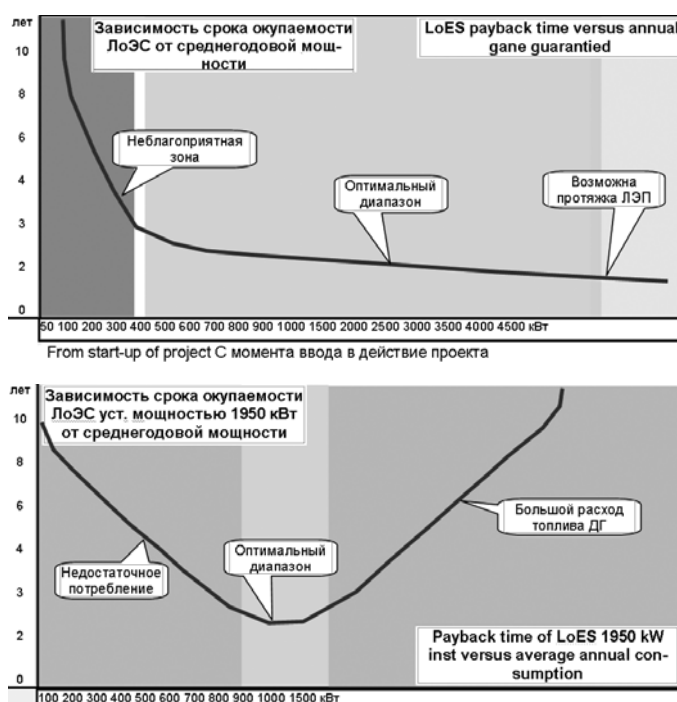 лет
Зависимость срока окупаемости
ЛоЭС от среднегодовой мощ-
ности
LoES payback time versus annual
gane guarantied
10
8
6
4
3
2
0
Неблагоприятная
зона
Оптимальный
диапазон
Возможна
протяжка ЛЭП
50 100 200 300 400 500 600 700 800 900 1000 1500 2000 2500 3000 3500 4000 4500 кВт
From start-up of project С момента ввода в действие проекта
лет
Зависимость срока окупаемости
ЛоЭС уст. мощностью 1950 кВт
от среднегодовой мощности
10
8
6
4
3
2
0
Большой расход
топлива ДГ
Оптимальный
диапазон
Недостаточное
потребление
Payback time of LoES 1950 kW
inst versus average annual con-
sumption
100 200 300 400 500 600 700 800 900 1000 1500 кВт